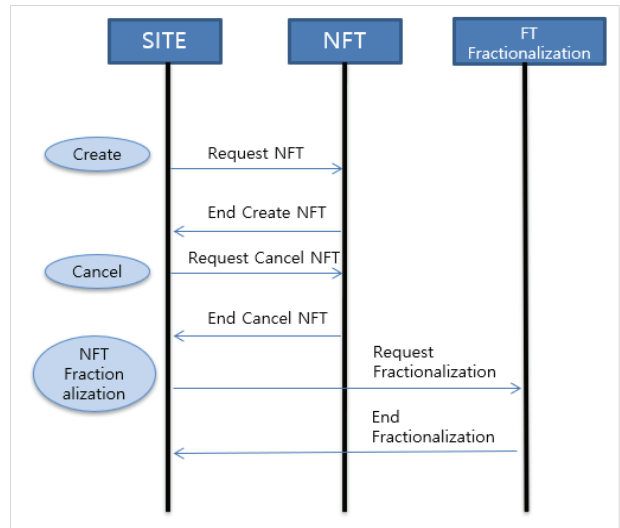 SITE
NFT
FT
Fractionalization
Create
Request NFT
End Create NFT
Cancel
Request Cancel NFT
End Cancel NFT
NFT
Fraction
alization
Request
Fractionalization
End
Fractionalization